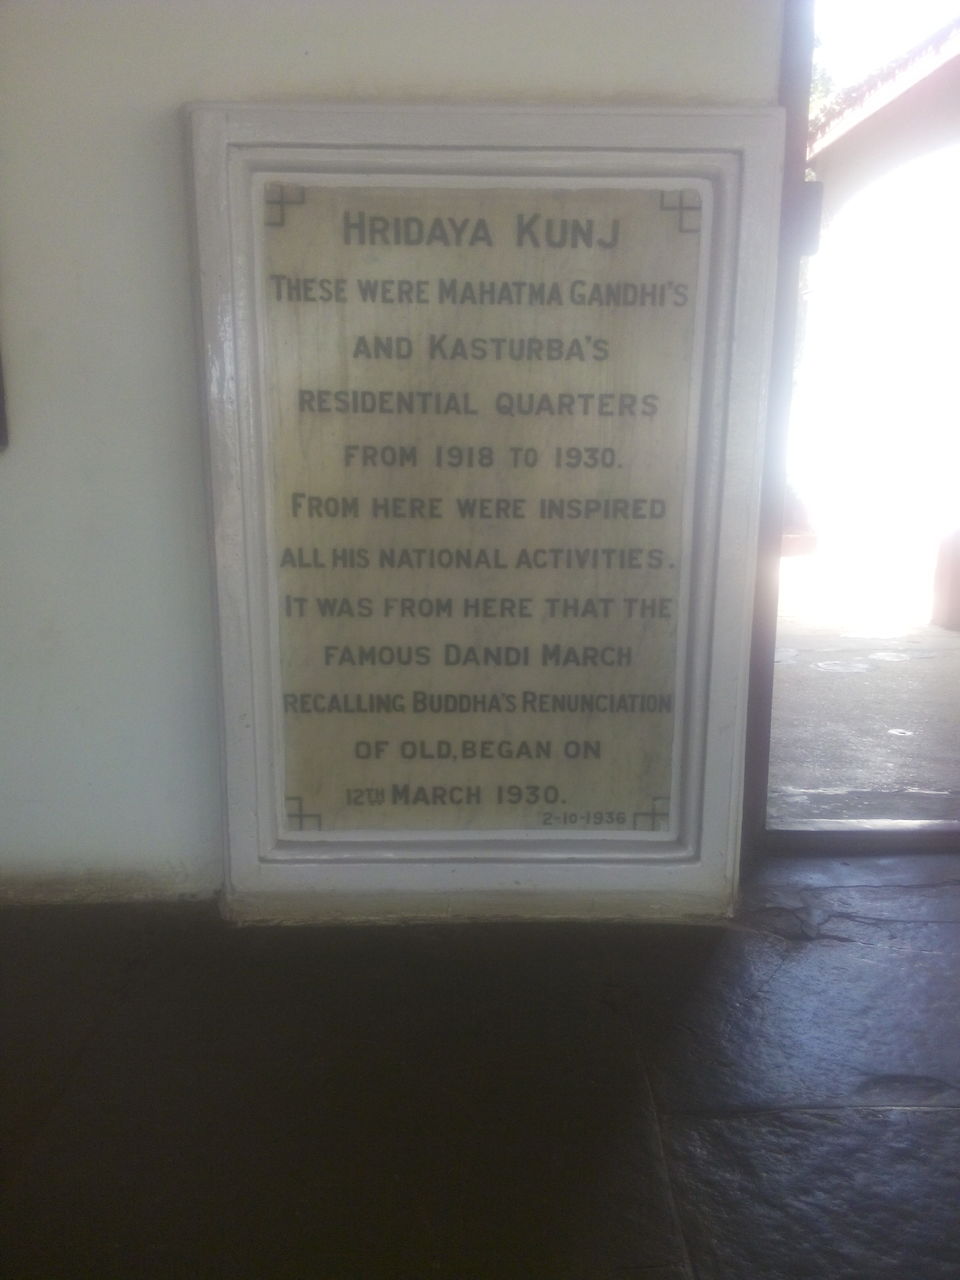 HRIDAYA KUNJ
THESE WERE MAHATMA GANDHI'S
AND KASTURBA'S
RESIDENTIAL QUARTERS
FROM 1918 TO 1930.
FROM HERE WERE INSPIRED
ALL HIS NATIONAL ACTIVITIES.
IT WAS FROM HERE THAT THE
FAMOUS DANDI MARCH
RECALLING BUDDHA'S RENUNCIATION
OF OLD, BEGAN ON
12TH MARCH 1930.
2-10-1936